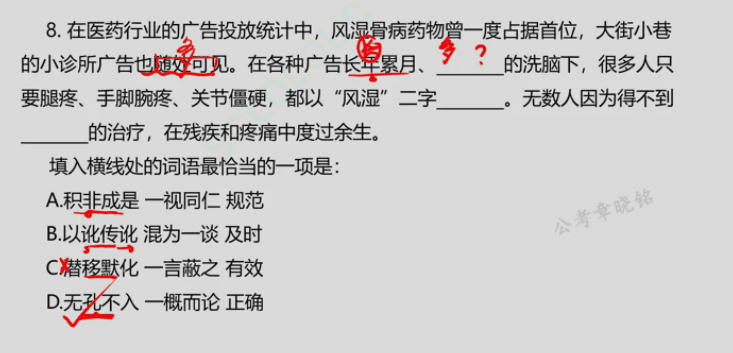 8. 在医药行业的广告投放统计中，风湿骨病药物曾一度占据首位，大街小巷
的小诊所广告也随处可见。在各种广告长年累月、______的洗脑下，很多人只
要腿疼、手脚腕疼、关节僵硬，都以“风湿”二字______。无数人因为得不到
______的治疗，在残疾和疼痛中度过余生。
填入横线处的词语最恰当的一项是：
A.积非成是 一视同仁 规范
B.以讹传讹 混为一谈 及时
C.潜移默化 一言蔽之 有效
D.无孔不入 一概而论 正确
多
多？
公考章晓铭